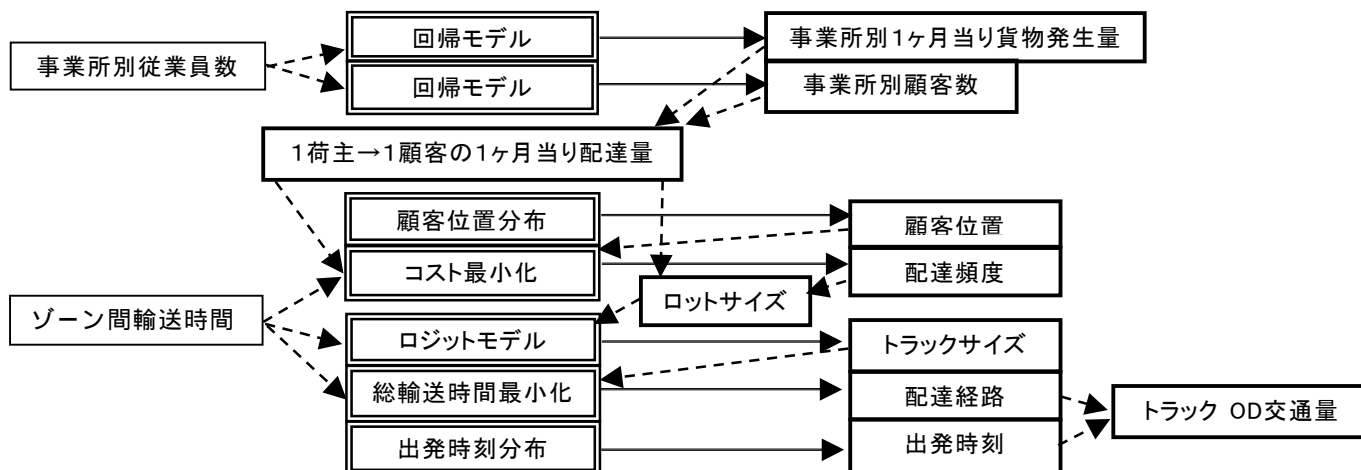 回帰モデル
事業所別1ヶ月当り貨物発生量
事業所別従業員数
回帰モデル
事業所別顧客数
1荷主→1顧客の1ヶ月当り配達量
顧客位置分布
顧客位置
コスト最小化
配達頻度
ロットサイズ
ゾーン間輸送時間
ロジットモデル
トラックサイズ
総輸送時間最小化
配達経路
トラック OD交通量
出発時刻分布
出発時刻